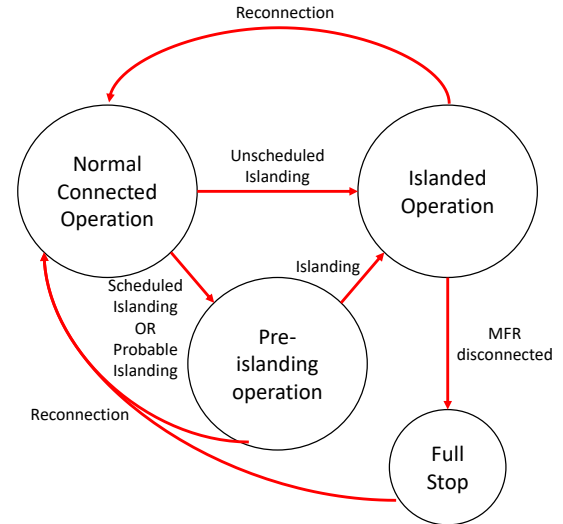 Reconnection
Normal
Connected
Operation
Unscheduled
Islanding
Islanded
Operation
Scheduled
Islanding
OR
Probable
Islanding
Islanding
Pre-
islanding
operation
MFR
disconnected
Reconnection
Full
Stop